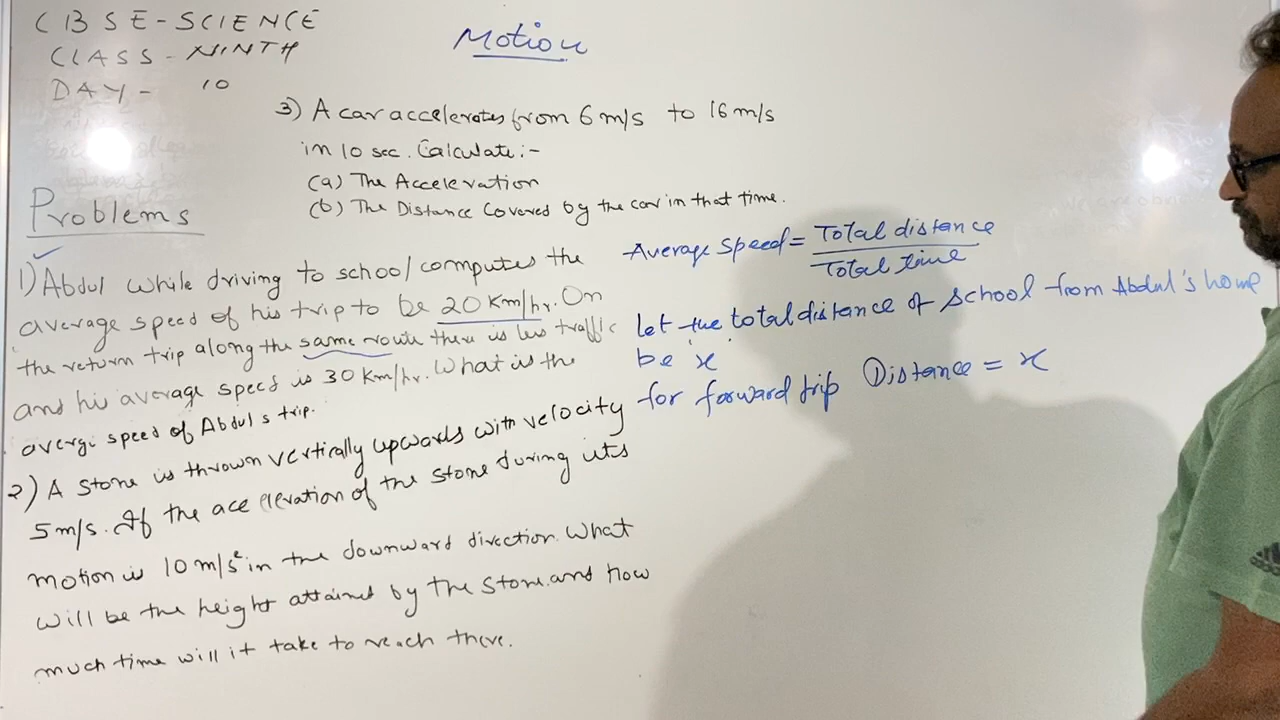 CBSE-SCIENCE
CLASS - NINTH
DAY - 10
Motion
3) A car accelerates from 6 m/s to 16 m/s
in 10 sec. Calculate:-
(a) The Acceleration
(b) The Distance Covered by the car in that time.
Problems
1) Abdul while driving to school computes the
average speed of his trip to be 20 Km/hr. On
the return trip along the same route there is less traffic
and his average speed is 30 Km/hr. What is the
average speed of Abdul s trip.
2) A stone is thrown vertically upwards with velocity
5 m/s. If the acceleration of the stone during its
motion is 10 m/s² in the downward direction. What
will be the height attained by the stone. and how
much time will it take to reach there.
Average speed = Total distance
Total time
let the total distance of school from Abdul's home
be x
for forward trip Distance = x